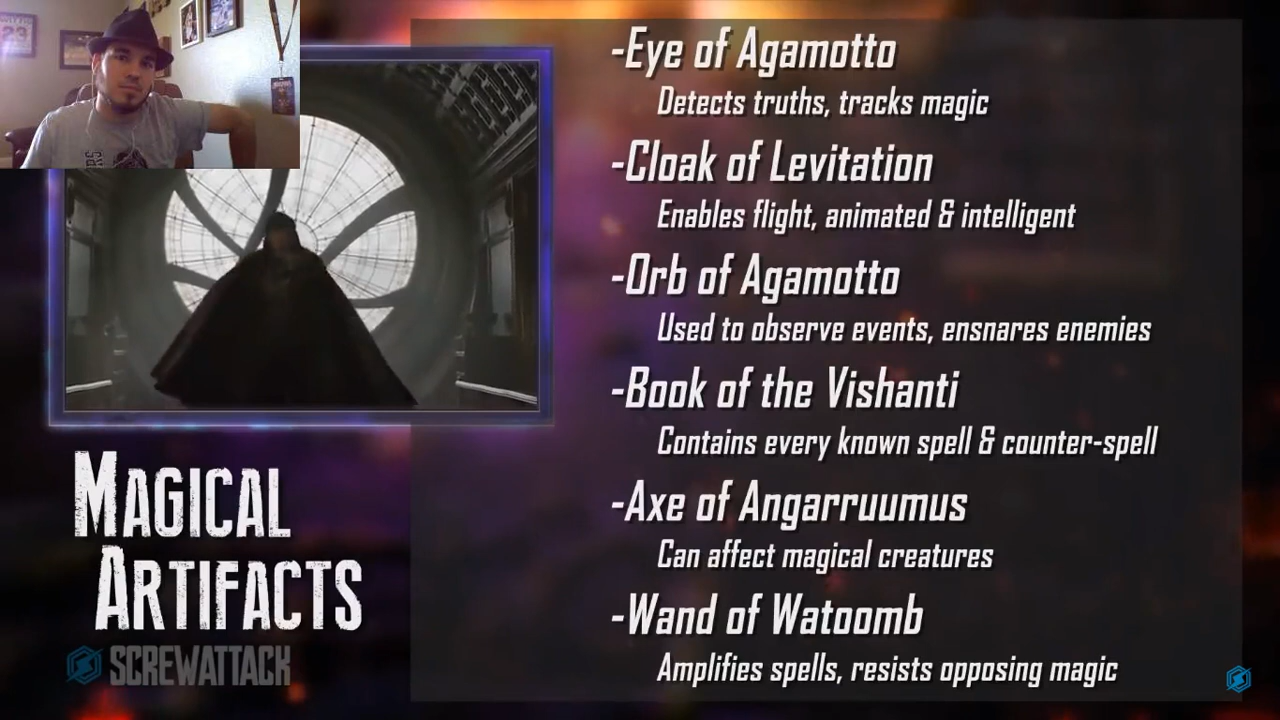 -Eye of Agamotto
Detects truths, tracks magic
-Cloak of Levitation
Enables flight, animated & intelligent
-Orb of Agamotto
Used to observe events, ensnares enemies
-Book of the Vishanti
Contains every known spell & counter-spell
-Axe of Angarruumus
Can affect magical creatures
-Wand of Watoomb
Amplifies spells, resists opposing magic
Magical
Artifacts
SCREWATTACK
23